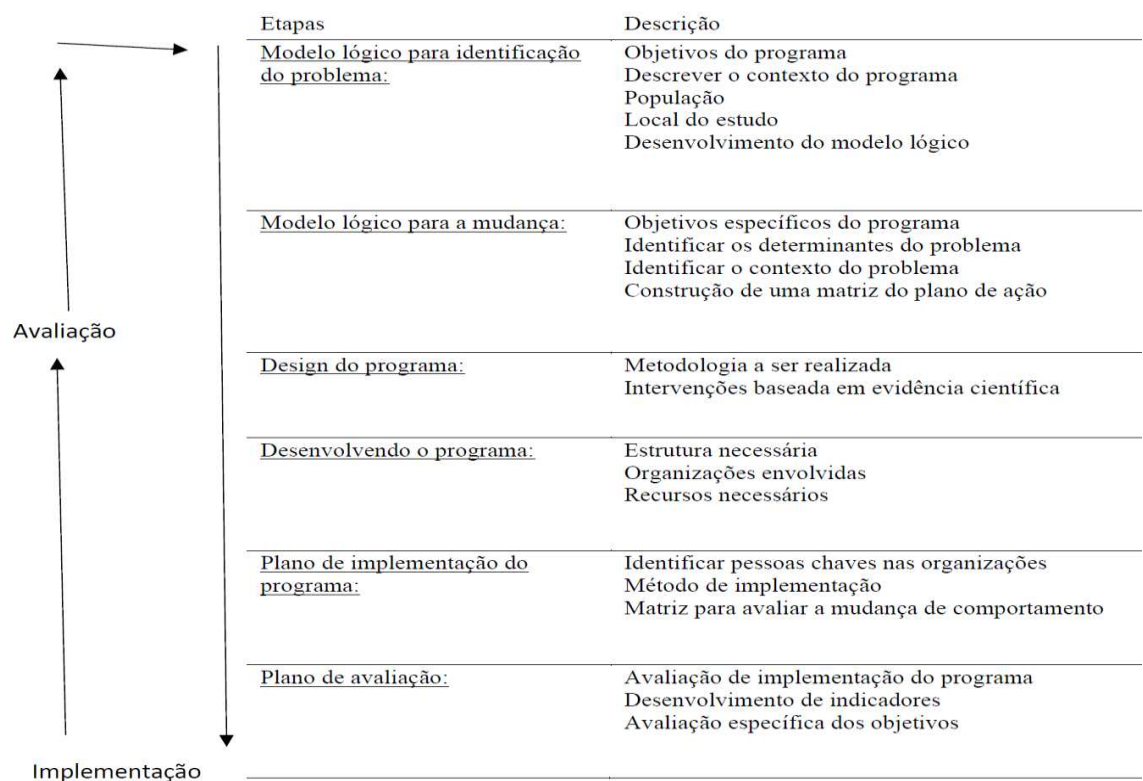 Etapas
Descrição
Modelo lógico para identificação
do problema:
Objetivos do programa
Descrever o contexto do programa
População
Local do estudo
Desenvolvimento do modelo lógico
Modelo lógico para a mudança:
Objetivos específicos do programa
Identificar os determinantes do problema
Identificar o contexto do problema
Construção de uma matriz do plano de ação
Avaliação
Design do programa:
Metodologia a ser realizada
Intervenções baseada em evidência científica
Desenvolvendo o programa:
Estrutura necessária
Organizações envolvidas
Recursos necessários
Plano de implementação do
programa:
Identificar pessoas chaves nas organizações
Método de implementação
Matriz para avaliar a mudança de comportamento
Plano de avaliação:
Avaliação de implementação do programa
Desenvolvimento de indicadores
Avaliação específica dos objetivos
Implementação